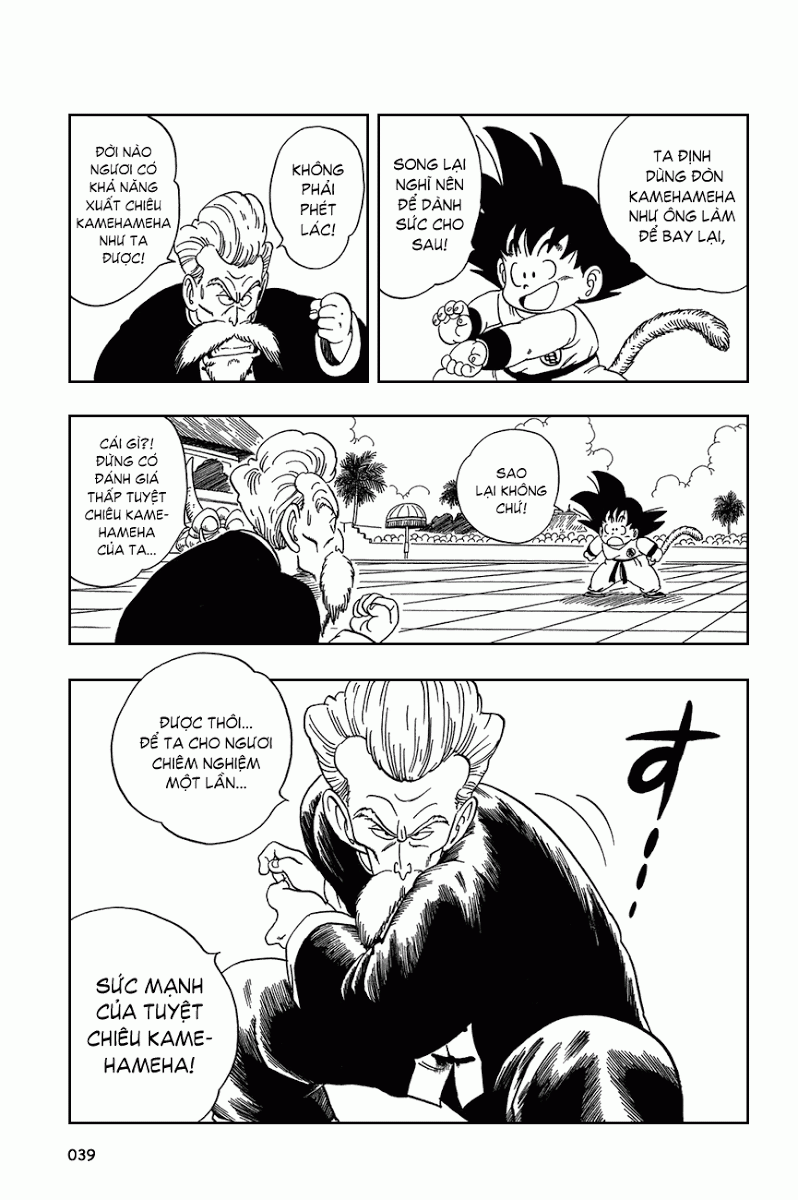 TA ĐỊNH
DÙNG ĐÒN
KAMEHAMEHA
NHƯ ÔNG LÀM
ĐỂ BAY LẠI,
SONG LẠI
NGHĨ NÊN
ĐỂ DÀNH
SỨC CHO
SAU!
KHÔNG
PHẢI
PHÉT
LÁC!
ĐỜI NÀO
NGƯƠI CÓ
KHẢ NĂNG
XUẤT CHIÊU
KAMEHAMEHA
NHƯ TA
ĐƯỢC!
SAO
LẠI KHÔNG
CHỨ!
CÁI GÌ?!
ĐỪNG CÓ
ĐÁNH GIÁ
THẤP TUYỆT
CHIÊU KAME-
HAMEHA
CỦA TA...
す...
ĐƯỢC THÔI...
ĐỂ TA CHO NGƯƠI
CHIÊM NGHIỆM
MỘT LẦN...
SỨC MẠNH
CỦA TUYỆT
CHIÊU KAME-
HAMEHA!
039